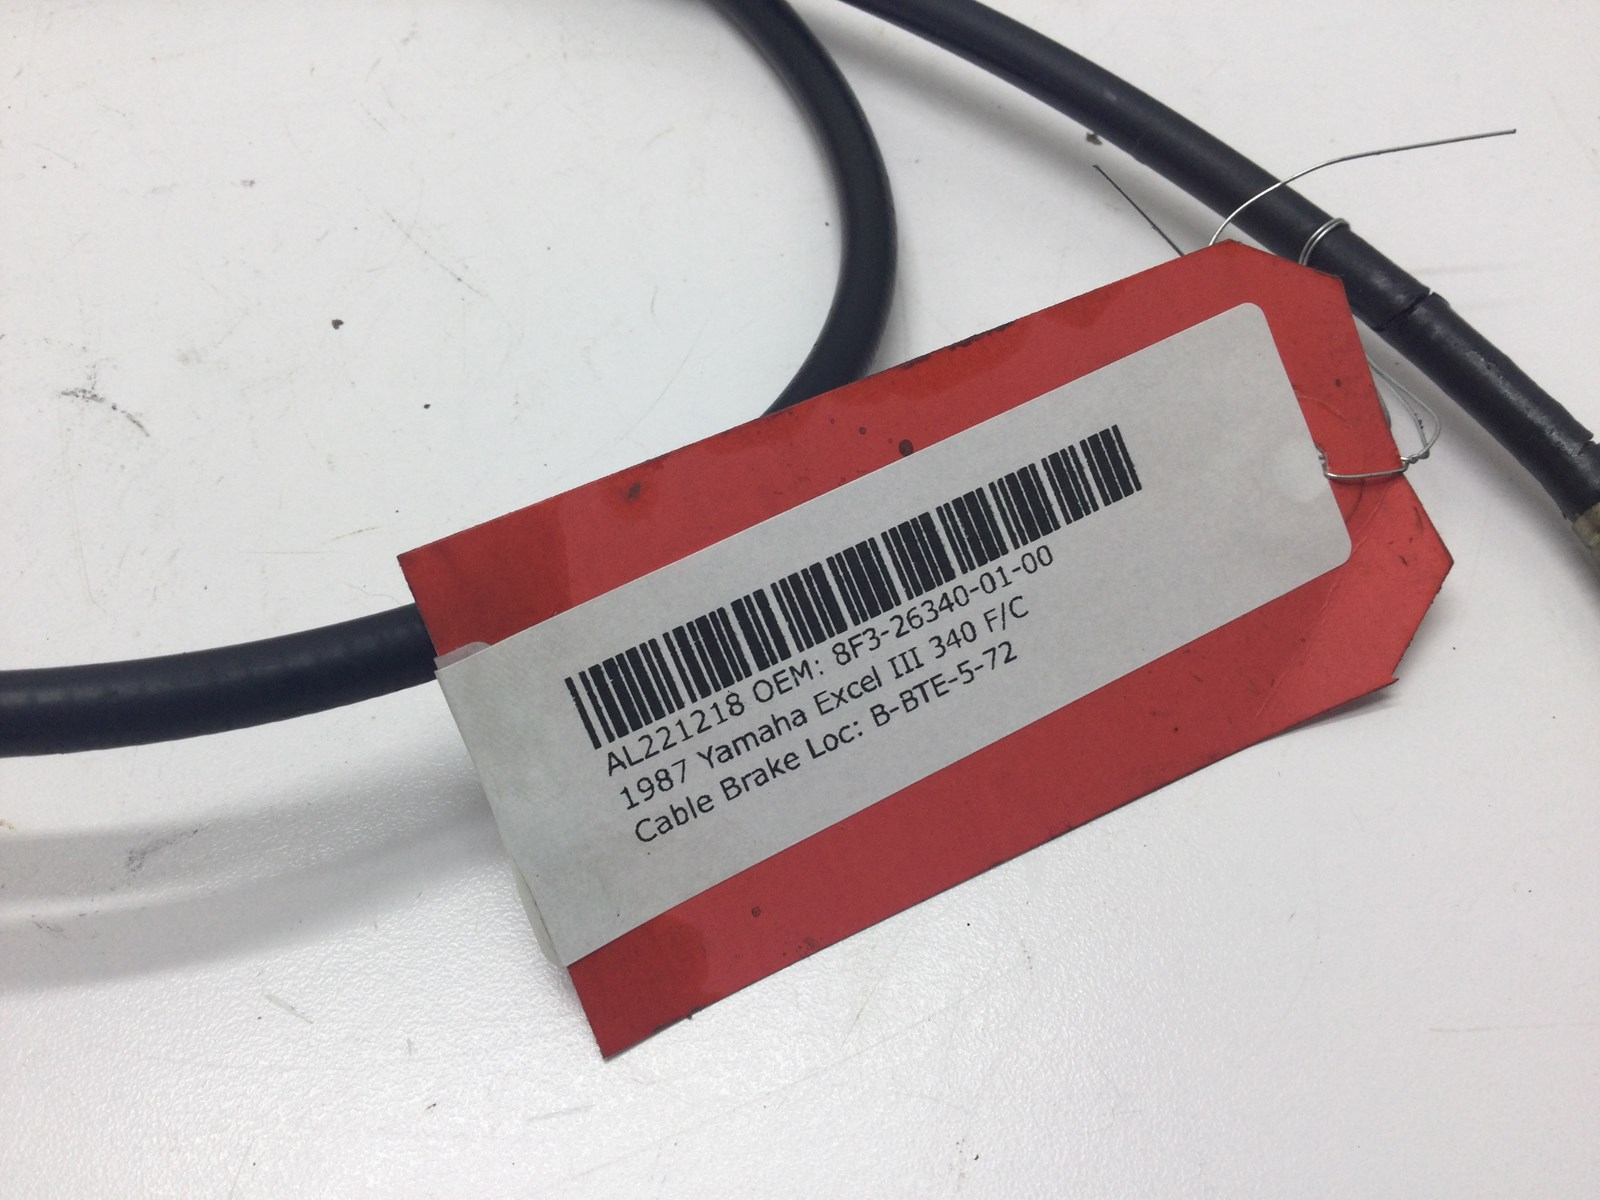 AL221218 OEM: 8F3-26340-01-00
1987 Yamaha Excel III 340 F/C
Cable Brake Loc: B-BTE-5-72